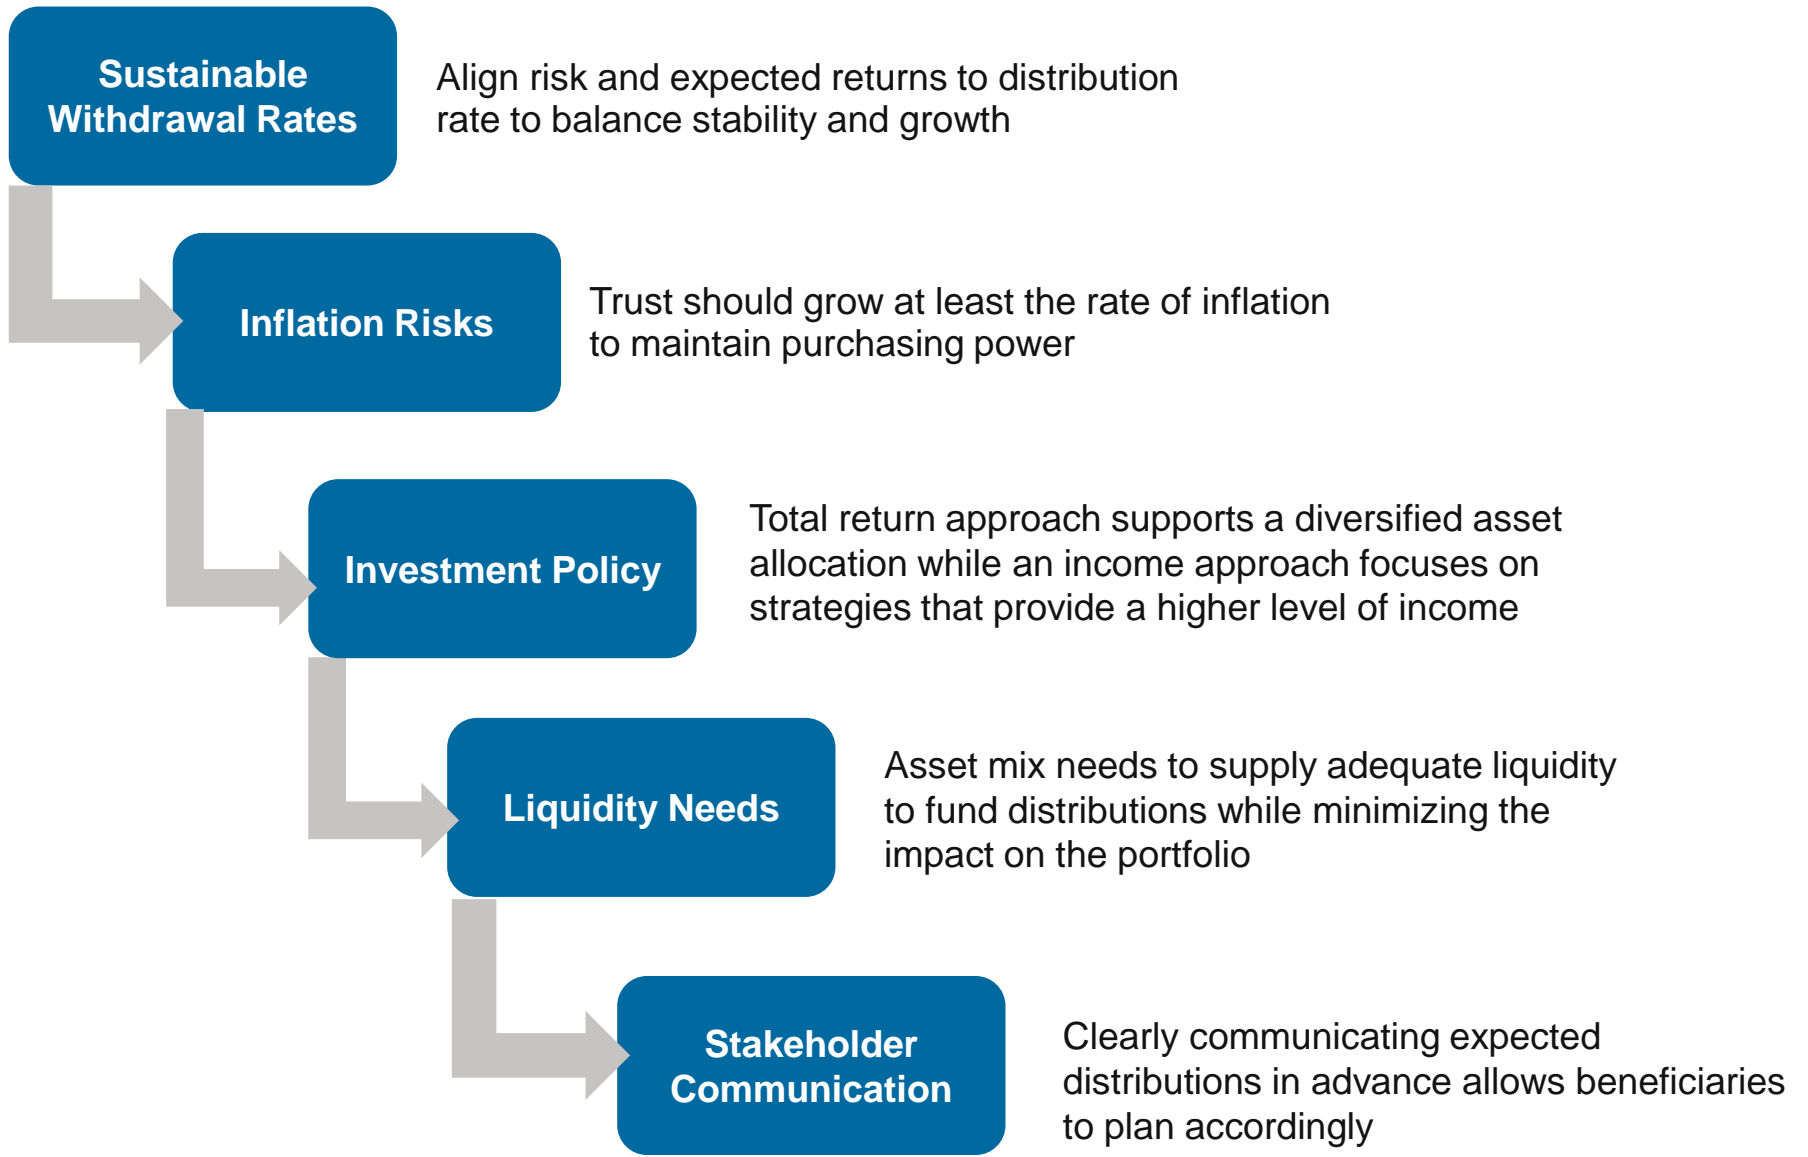 Sustainable
Withdrawal Rates
Align risk and expected returns to distribution
rate to balance stability and growth
Inflation Risks
Trust should grow at least the rate of inflation
to maintain purchasing power
Investment Policy
Total return approach supports a diversified asset
allocation while an income approach focuses on
strategies that provide a higher level of income
Liquidity Needs
Asset mix needs to supply adequate liquidity
to fund distributions while minimizing the
impact on the portfolio
Stakeholder
Communication
Clearly communicating expected
distributions in advance allows beneficiaries
to plan accordingly